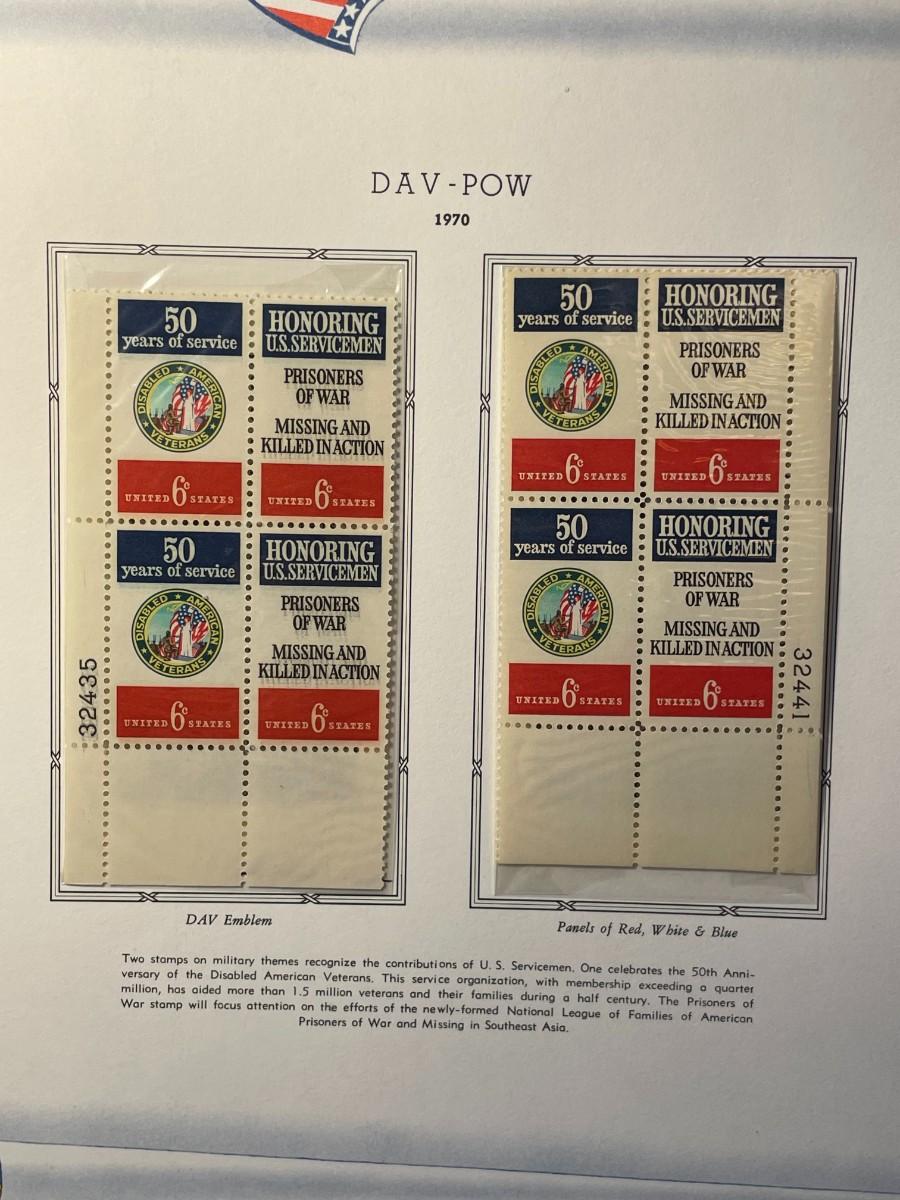 DAV-POW
1970
50
years of service
DISABLED ★ AMERICAN
VETERANS
UNITED 6c STATES
HONORING
U.S. SERVICEMEN
PRISONERS
OF WAR
MISSING AND
KILLED IN ACTION
UNITED 6c STATES
50
years of service
DISABLED ★ AMERICAN
VETERANS
UNITED 6c STATES
HONORING
U.S. SERVICEMEN
PRISONERS
OF WAR
MISSING AND
KILLED IN ACTION
UNITED 6c STATES
32435
50
years of service
DISABLED ★ AMERICAN
VETERANS
UNITED 6c STATES
HONORING
U.S. SERVICEMEN
PRISONERS
OF WAR
MISSING AND
KILLED IN ACTION
UNITED 6c STATES
50
years of service
DISABLED ★ AMERICAN
VETERANS
UNITED 6c STATES
HONORING
U.S. SERVICEMEN
PRISONERS
OF WAR
MISSING AND
KILLED IN ACTION
UNITED 6c STATES
32441
DAV Emblem
Panels of Red, White & Blue
Two stamps on military themes recognize the contributions of U. S. Servicemen. One celebrates the 50th Anni-
versary of the Disabled American Veterans. This service organization, with membership exceeding a quarter
million, has aided more than 1.5 million veterans and their families during a half century. The Prisoners of
War stamp will focus attention on the efforts of the newly-formed National League of Families of American
Prisoners of War and Missing in Southeast Asia.